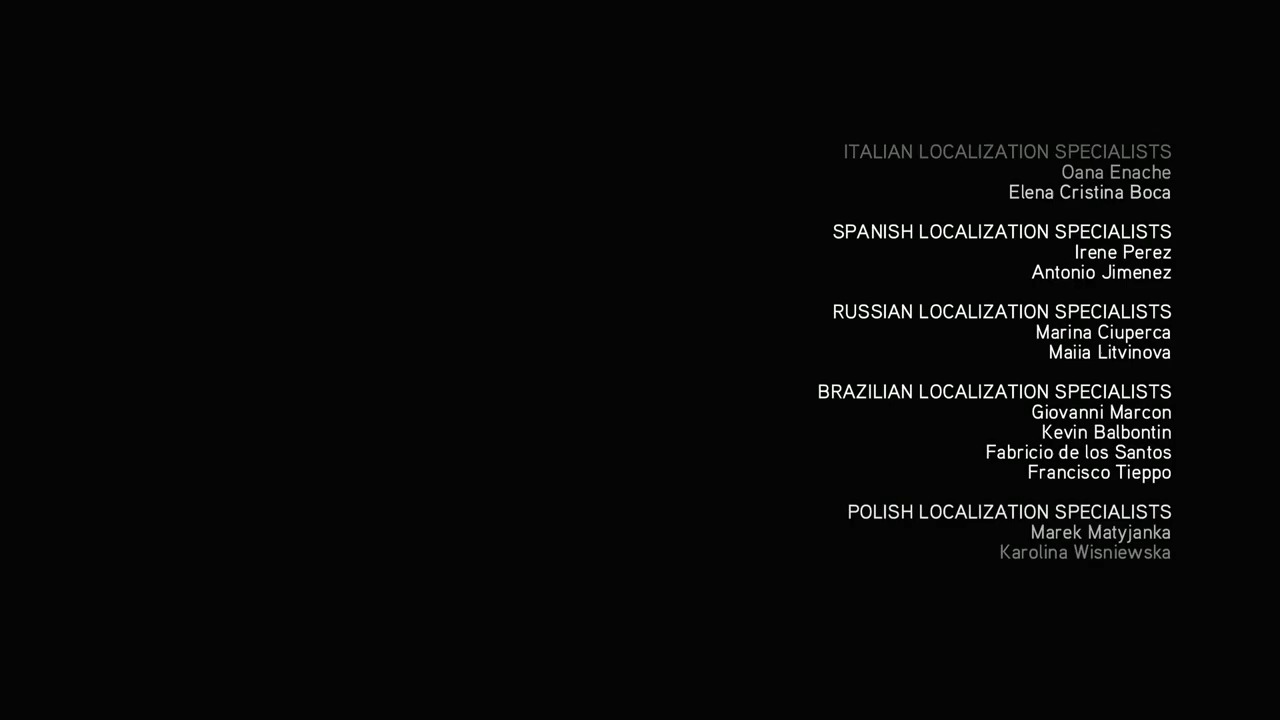 ITALIAN LOCALIZATION SPECIALISTS
Oana Enache
Elena Cristina Boca
SPANISH LOCALIZATION SPECIALISTS
Irene Perez
Antonio Jimenez
RUSSIAN LOCALIZATION SPECIALISTS
Marina Ciuperca
Maiia Litvinova
BRAZILIAN LOCALIZATION SPECIALISTS
Giovanni Marcon
Kevin Balbontin
Fabricio de los Santos
Francisco Tieppo
POLISH LOCALIZATION SPECIALISTS
Marek Matyjanka
Karolina Wisniewska